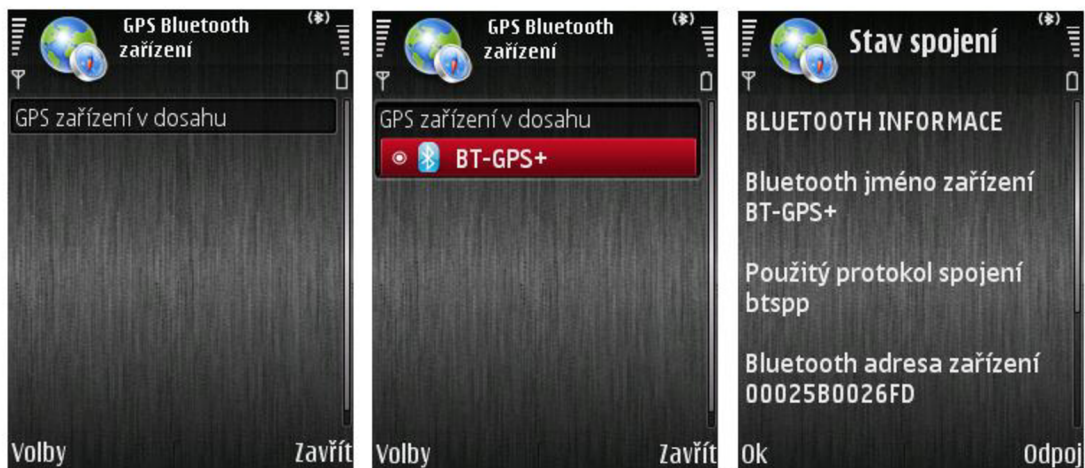 GPS Bluetooth
zařízení
GPS zařízení v dosahu
Volby
Zavřít
GPS Bluetooth
zařízení
GPS zařízení v dosahu
BT-GPS+
Volby
Zavřít
Stav spojení
BLUETOOTH INFORMACE
Bluetooth jméno zařízení
BT-GPS+
Použitý protokol spojení
btspp
Bluetooth adresa zařízení
00025B0026FD
Ok
Odpoj